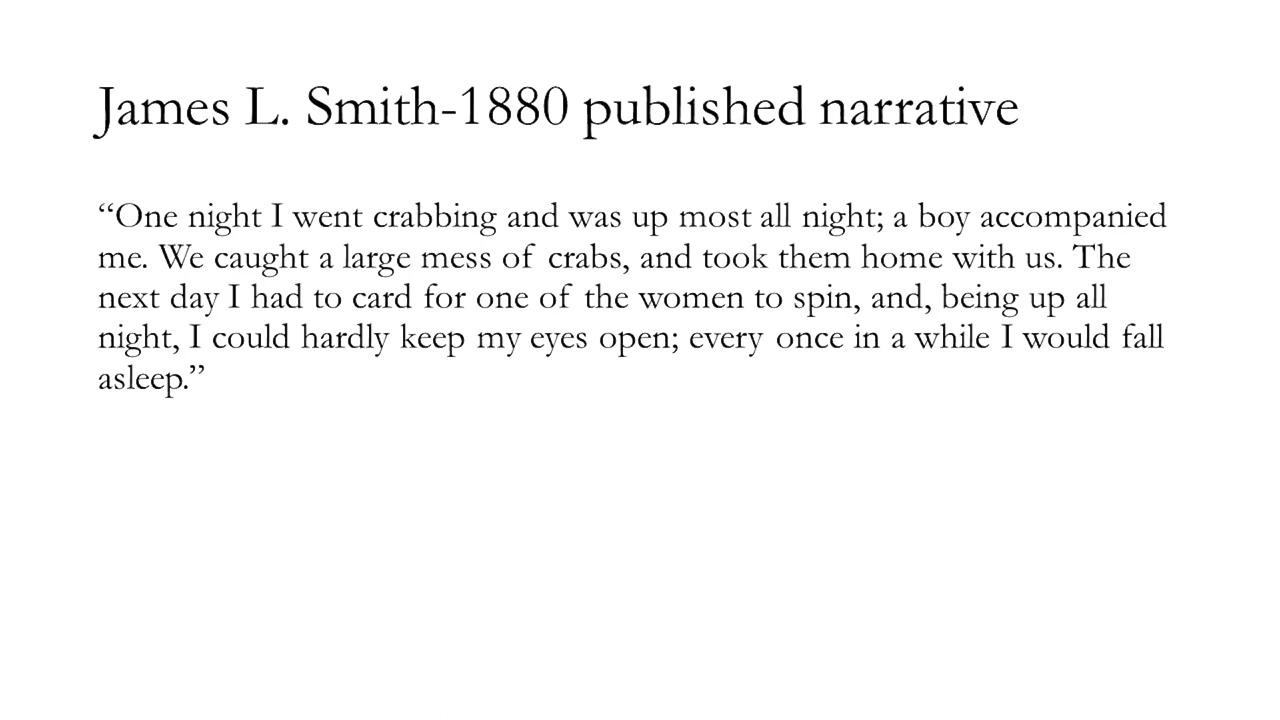 James L. Smith-1880 published narrative
“One night I went crabbing and was up most all night; a boy accompanied
me. We caught a large mess of crabs, and took them home with us. The
next day I had to card for one of the women to spin, and, being up all
night, I could hardly keep my eyes open; every once in a while I would fall
asleep.”